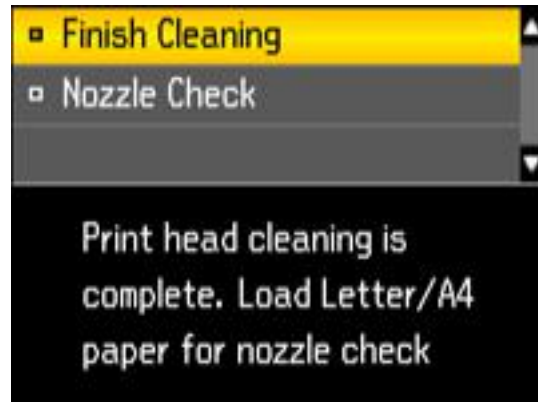 Finish Cleaning
Nozzle Check
Print head cleaning is
complete. Load Letter/A4
paper for nozzle check